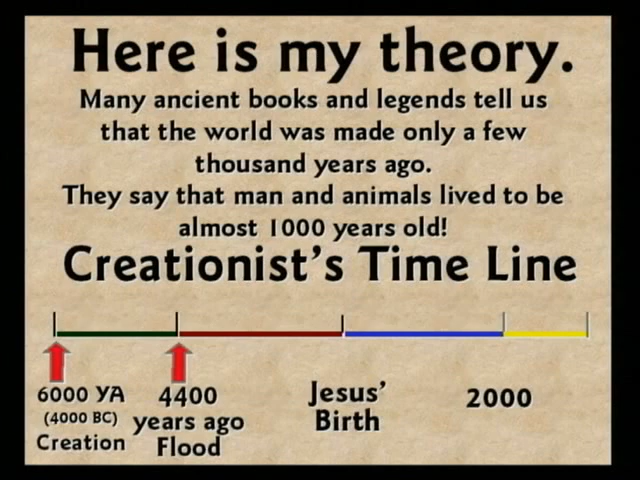 Here is my theory.
Many ancient books and legends tell us
that the world was made only a few
thousand years ago.
They say that man and animals lived to be
almost 1000 years old!
Creationist's Time Line
6000 YA
(4000 BC)
Creation
4400
years ago
Flood
Jesus'
Birth
2000